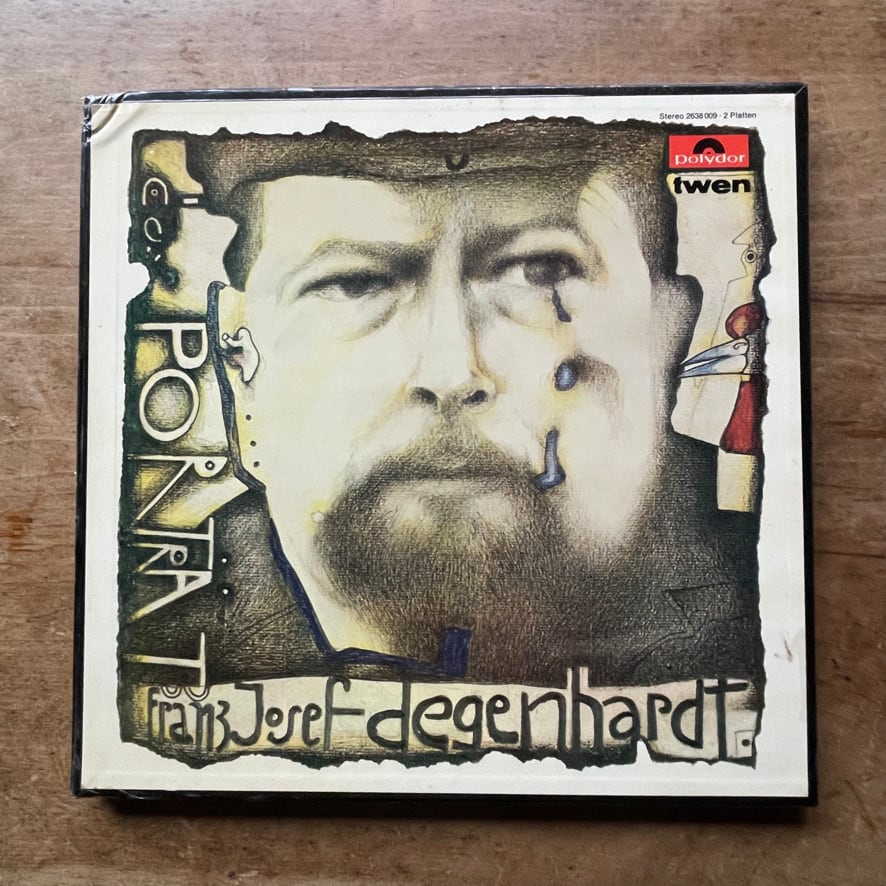 Stereo 2638 009 · 2 Platten
polydor
twen
PORTRÄT
Franz Josef degenhardt.